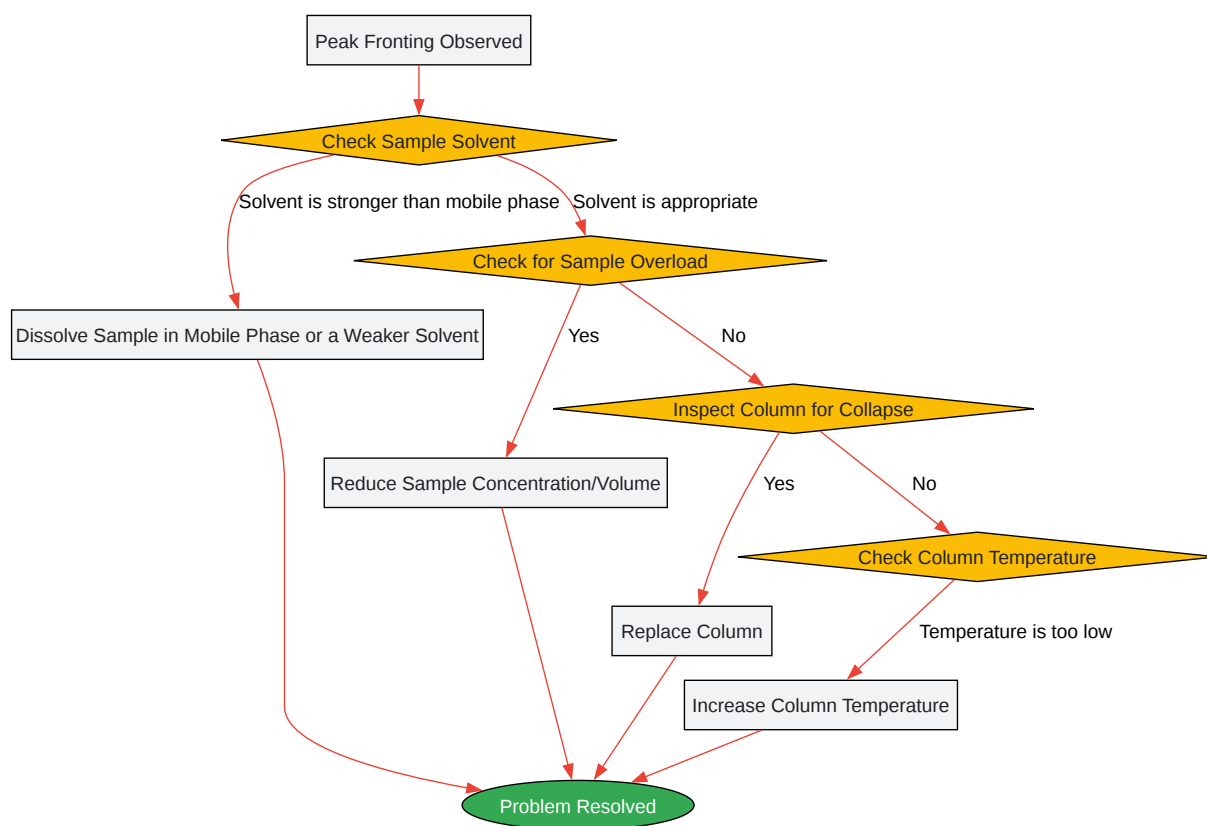 Peak Fronting Observed
Check Sample Solvent
Solvent is stronger than mobile phase
Solvent is appropriate
Check for Sample Overload
Dissolve Sample in Mobile Phase or a Weaker Solvent
Yes
No
Inspect Column for Collapse
Reduce Sample Concentration/Volume
Yes
No
Check Column Temperature
Replace Column
Temperature is too low
Increase Column Temperature
Problem Resolved